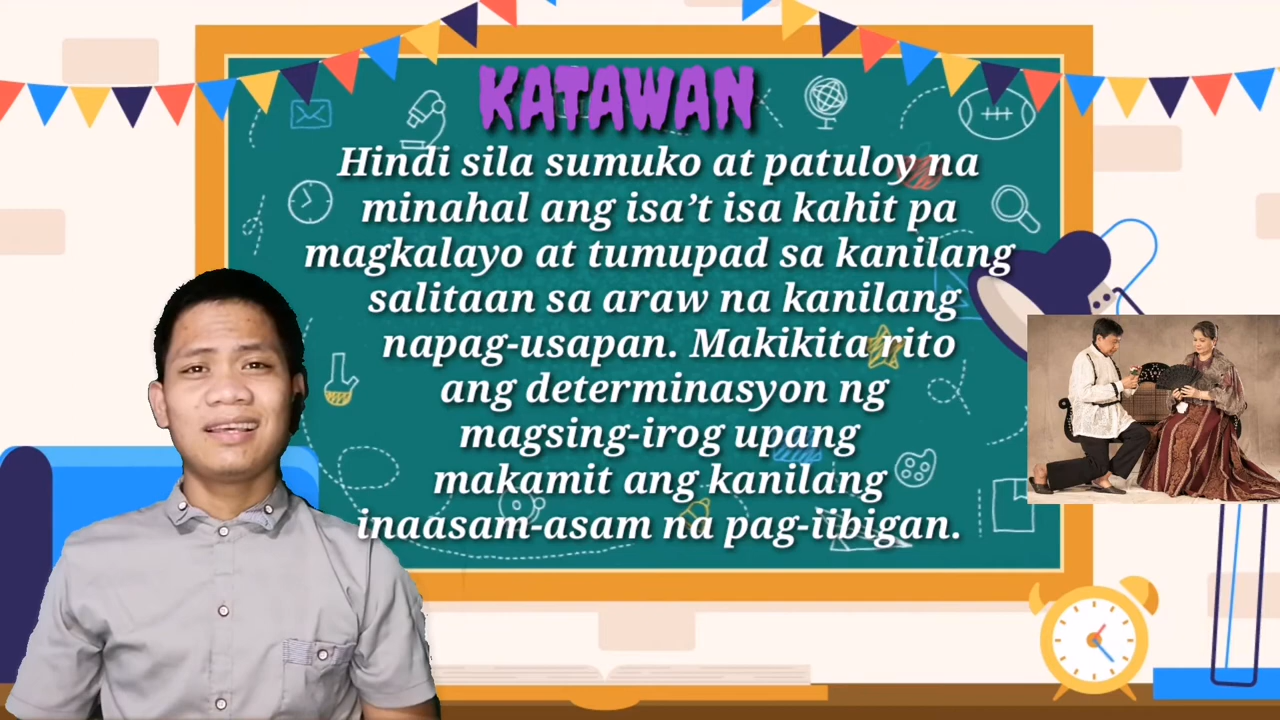 KATAWAN
Hindi sila sumuko at patuloy na
minahal ang isa't isa kahit pa
magkalayo at tumupad sa kanilang
salitaan sa araw na kanilang
napag-usapan. Makikita rito
ang determinasyon ng
magsing-irog upang
makamit ang kanilang
inaasam-asam na pag-iibigan.